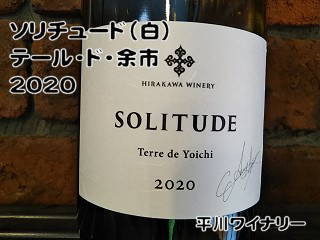 ソリチュード(白)
テール・ド・余市
2020
HIRAKAWA WINERY
SOLITUDE
Terre de Yoichi
2020
平川ワイナリー